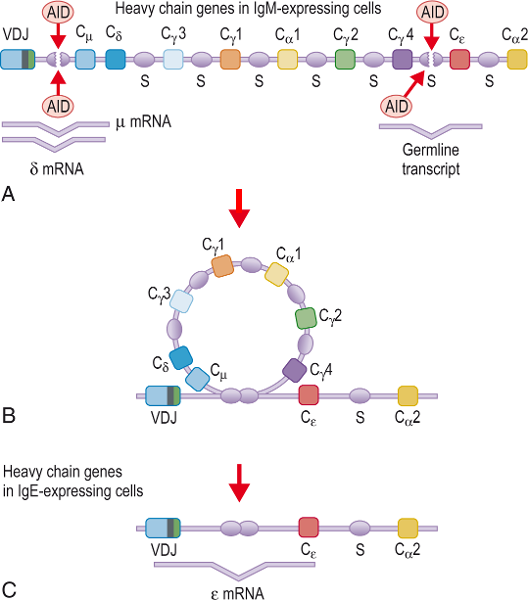 Heavy chain genes in IgM-expressing cells
AID AID
VDJ Cμ Cδ Cγ3 Cγ1 Cα1 Cγ2 Cγ4 Cε Cα2
S S S S S S S
AID AID
μ mRNA
δ mRNA
Germline
transcript
A
Cγ1 Cα1
Cγ3 Cγ2
Cδ Cμ Cγ4
VDJ Cε S Cα2
B
Heavy chain genes
in IgE-expressing cells
VDJ Cε S Cα2
ε mRNA
C